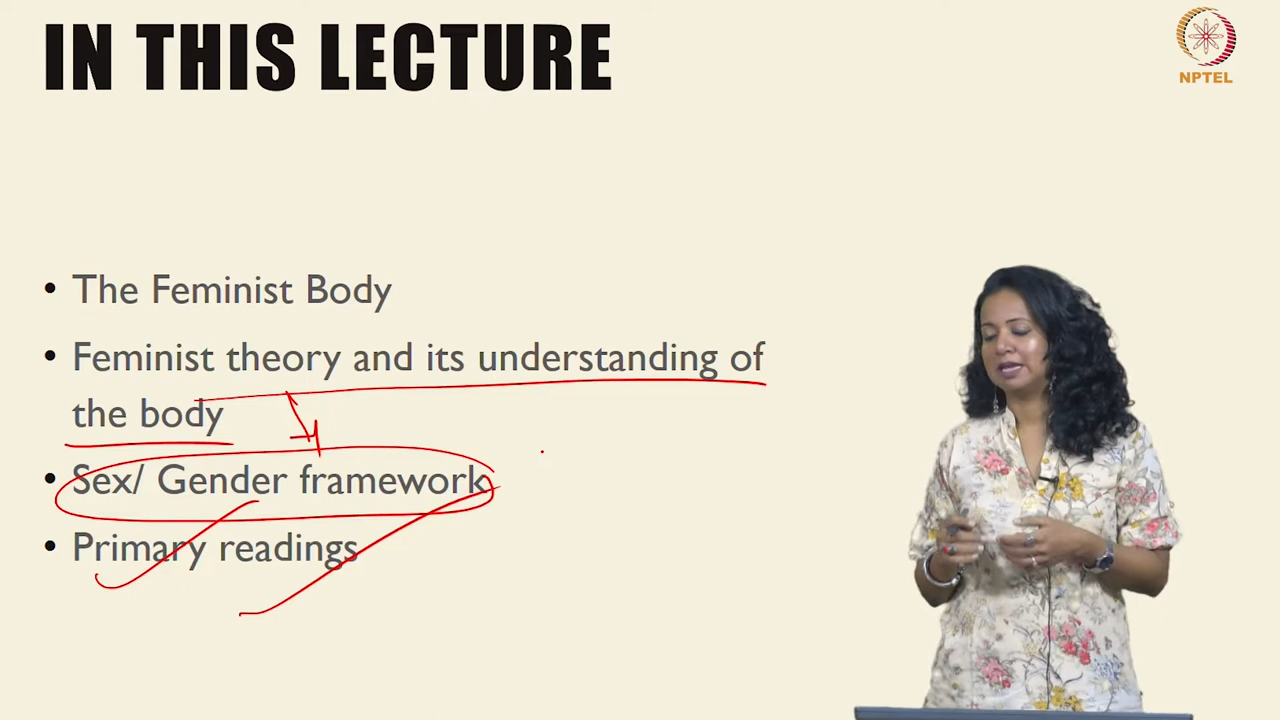 IN THIS LECTURE
NPTEL
• The Feminist Body
• Feminist theory and its understanding of
the body
• Sex/ Gender framework
• Primary readings